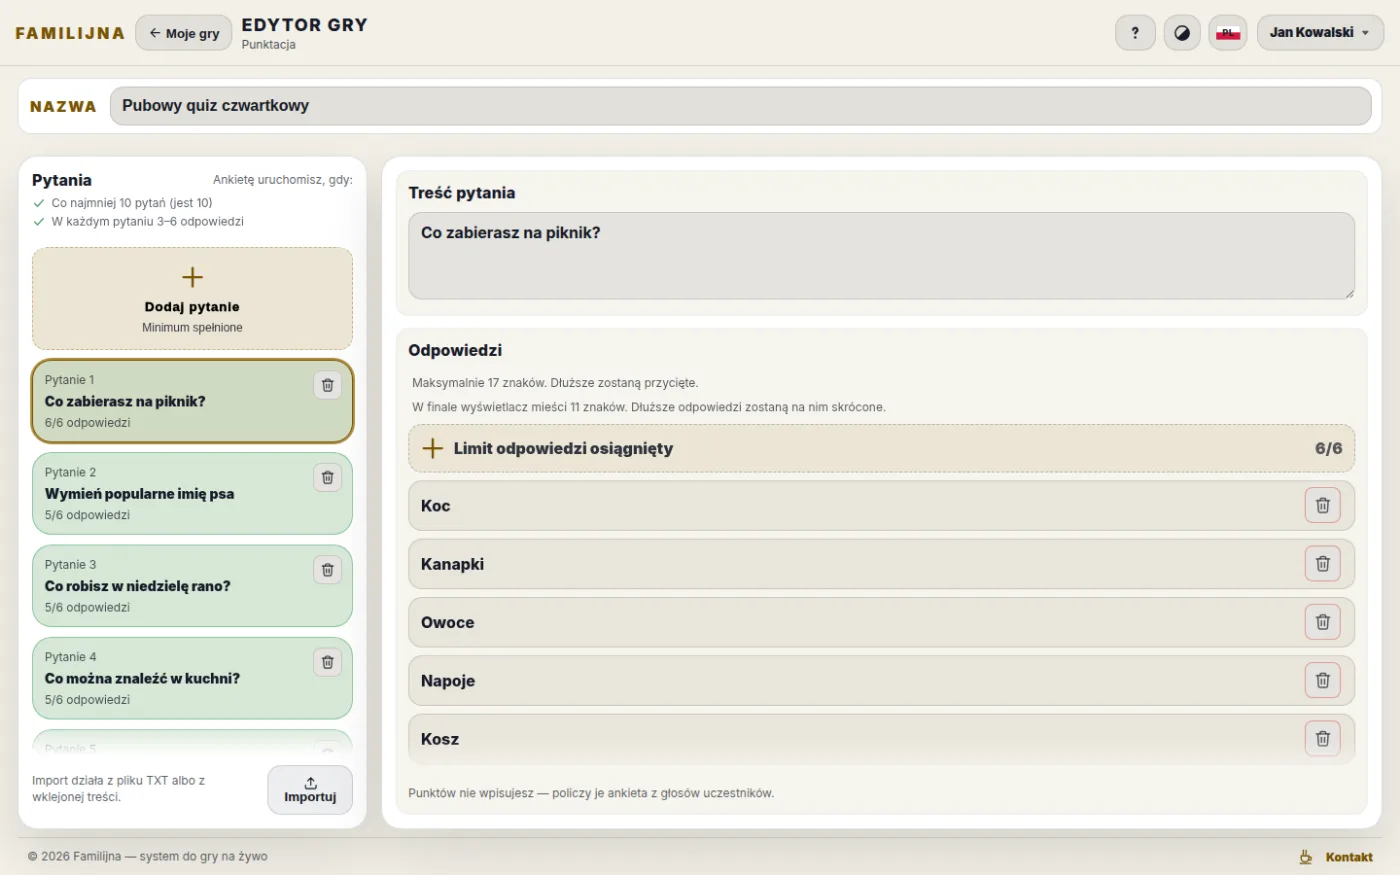 FAMILIJNA
← Moje gry
EDYTOR GRY
Punktacja
?
PL
Jan Kowalski
NAZWA
Pubowy quiz czwartkowy
Pytania
Ankietę uruchomisz, gdy:
Co najmniej 10 pytań (jest 10)
W każdym pytaniu 3–6 odpowiedzi
Dodaj pytanie
Minimum spełnione
Pytanie 1
Co zabierasz na piknik?
6/6 odpowiedzi
Pytanie 2
Wymień popularne imię psa
5/6 odpowiedzi
Pytanie 3
Co robisz w niedzielę rano?
5/6 odpowiedzi
Pytanie 4
Co można znaleźć w kuchni?
5/6 odpowiedzi
Pytanie 5
Import działa z pliku TXT albo z
wklejonej treści.
Importuj
Treść pytania
Co zabierasz na piknik?
Odpowiedzi
Maksymalnie 17 znaków. Dłuższe zostaną przycięte.
W finale wyświetlacz mieści 11 znaków. Dłuższe odpowiedzi zostaną na nim skrócone.
Limit odpowiedzi osiągnięty
6/6
Koc
Kanapki
Owoce
Napoje
Kosz
Punktów nie wpisujesz — policzy je ankieta z głosów uczestników.
© 2026 Familijna — system do gry na żywo
Kontakt